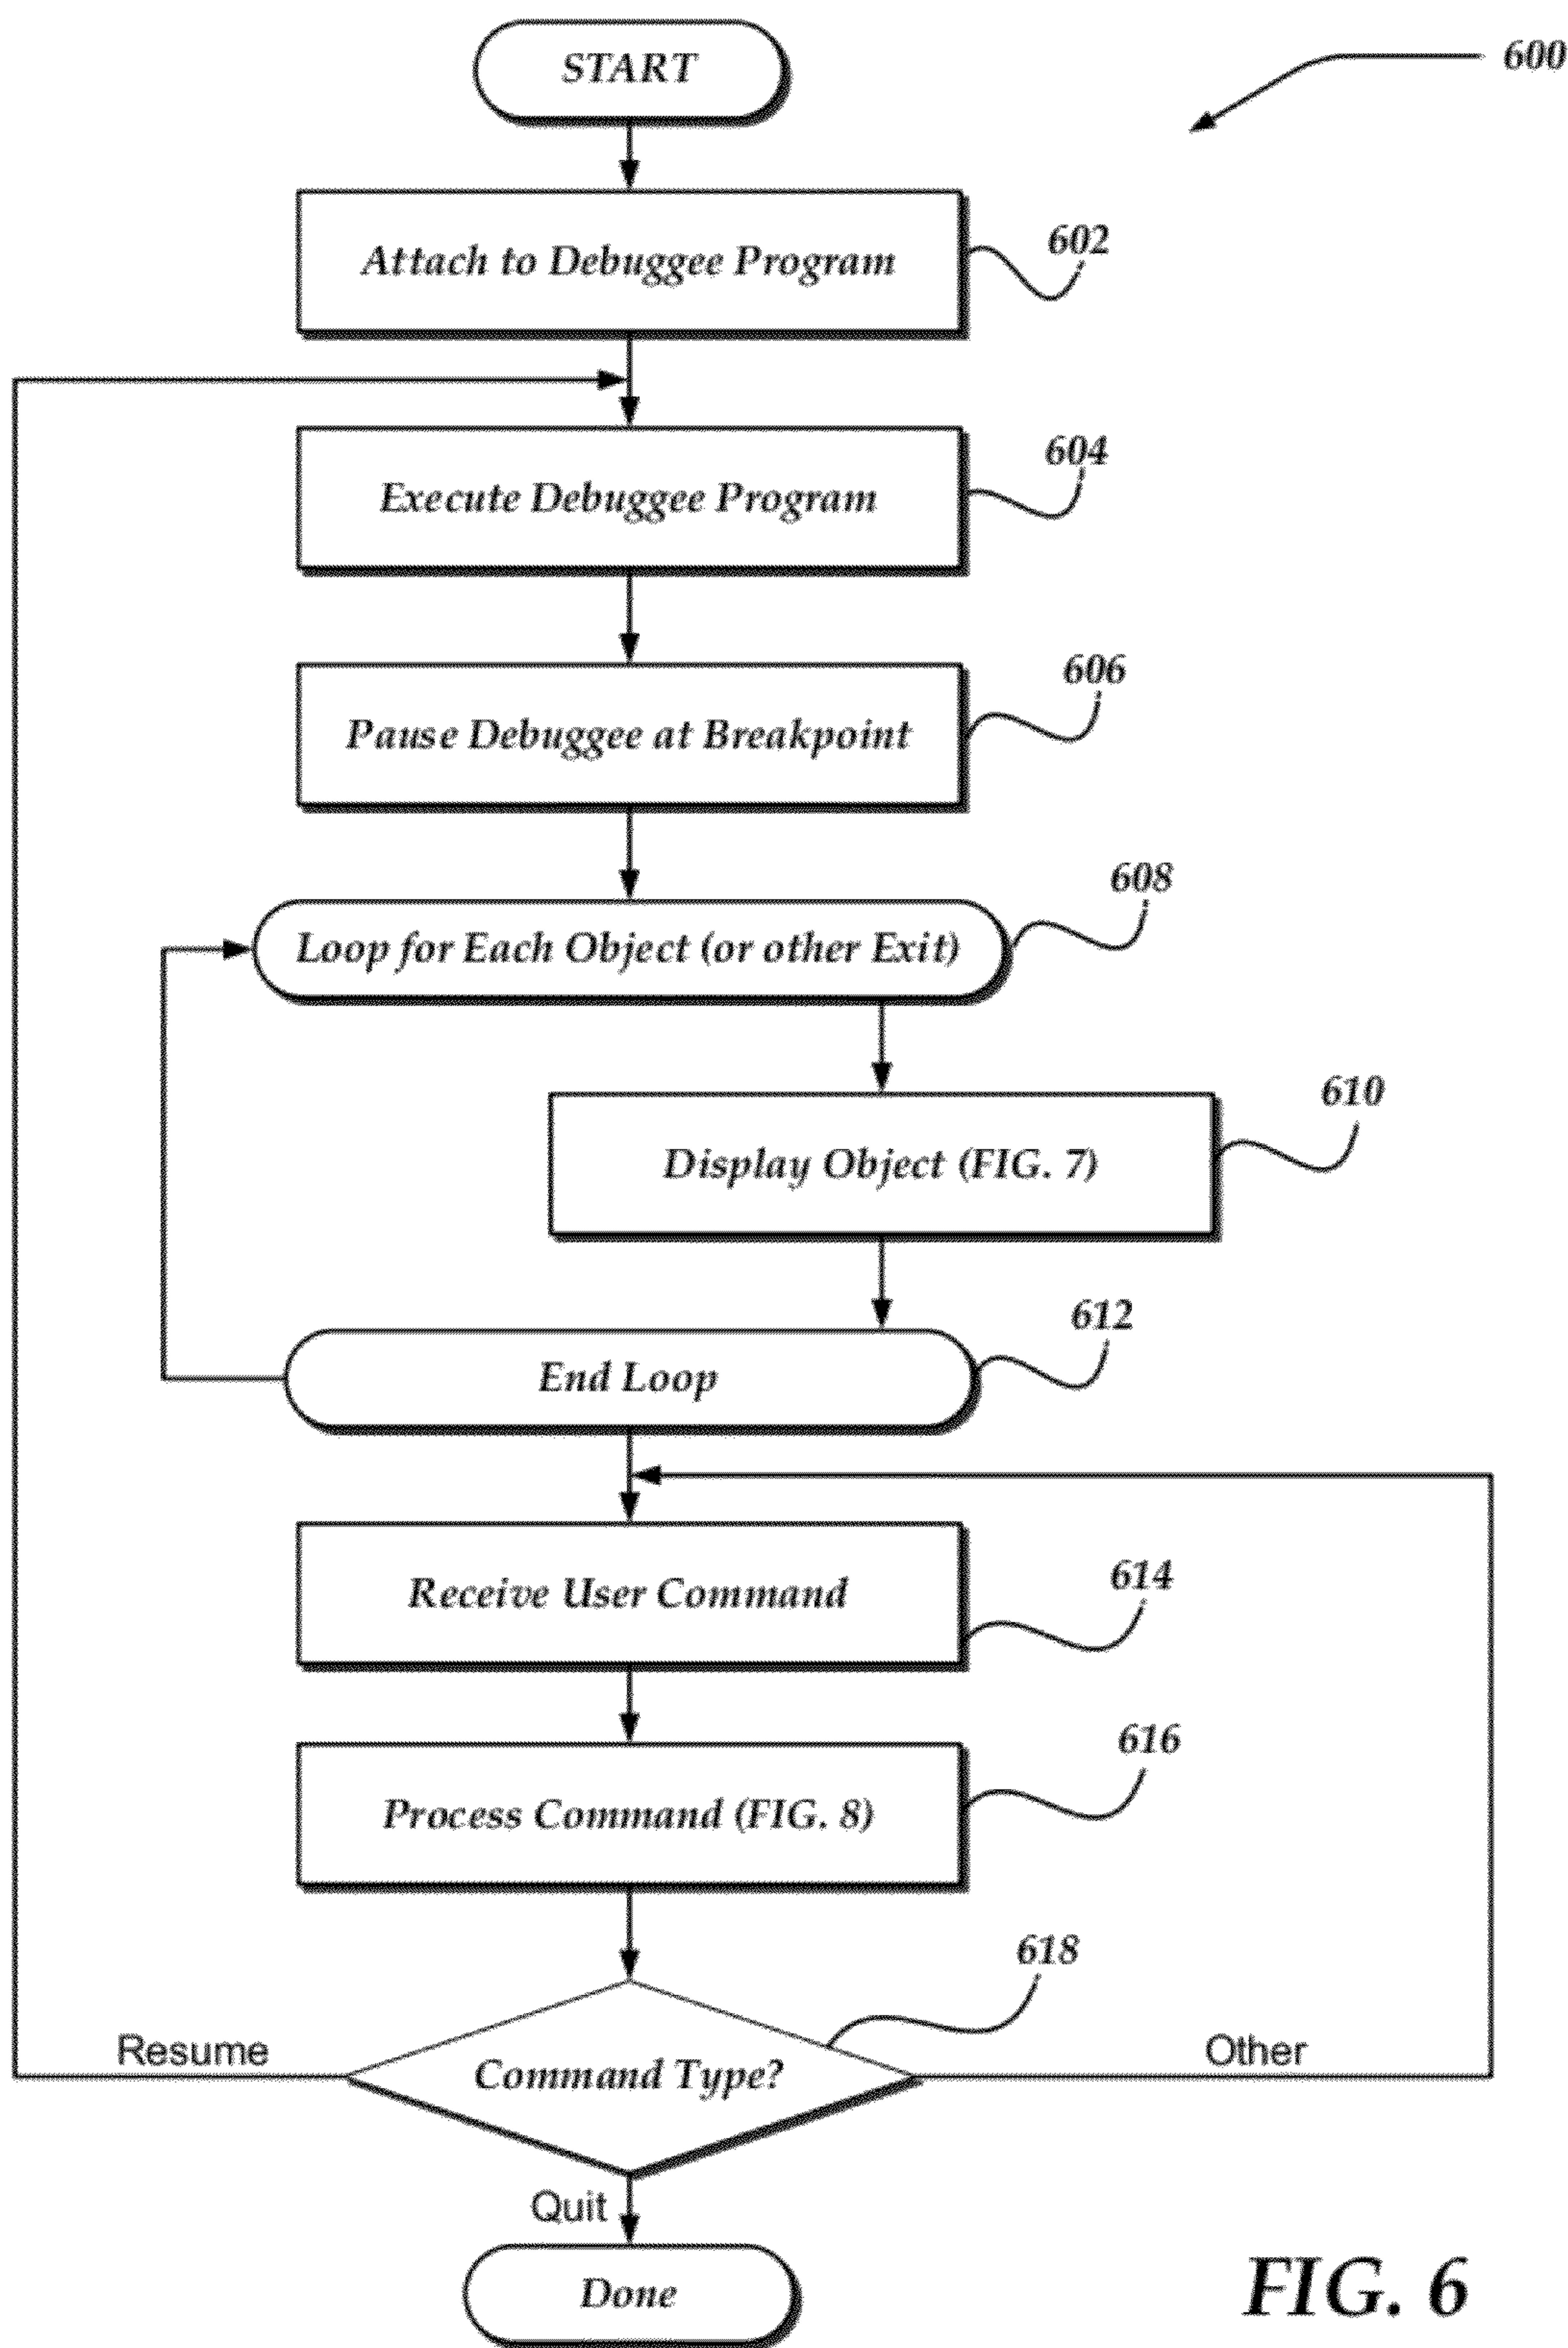 START
600
Attach to Debuggee Program
602
Execute Debuggee Program
604
Pause Debuggee at Breakpoint
606
Loop for Each Object (or other Exit)
608
Display Object (FIG. 7)
610
End Loop
612
Receive User Command
614
Process Command (FIG. 8)
616
Command Type?
618
Resume
Other
Quit
Done
FIG. 6